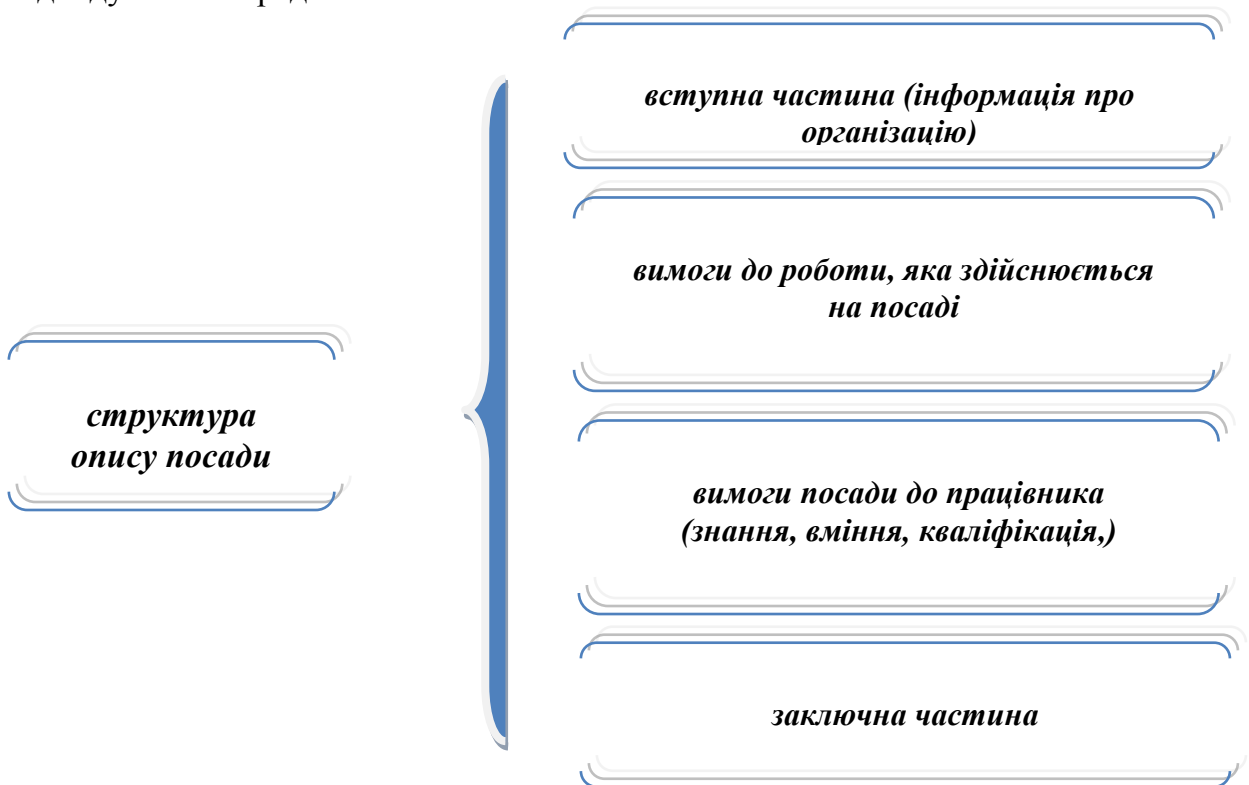 вступна частина (інформація про
організацію)
вимоги до роботи, яка здійснюється
на посаді
структура
опису посади
вимоги посади до працівника
(знання, вміння, кваліфікація,)
заключна частина